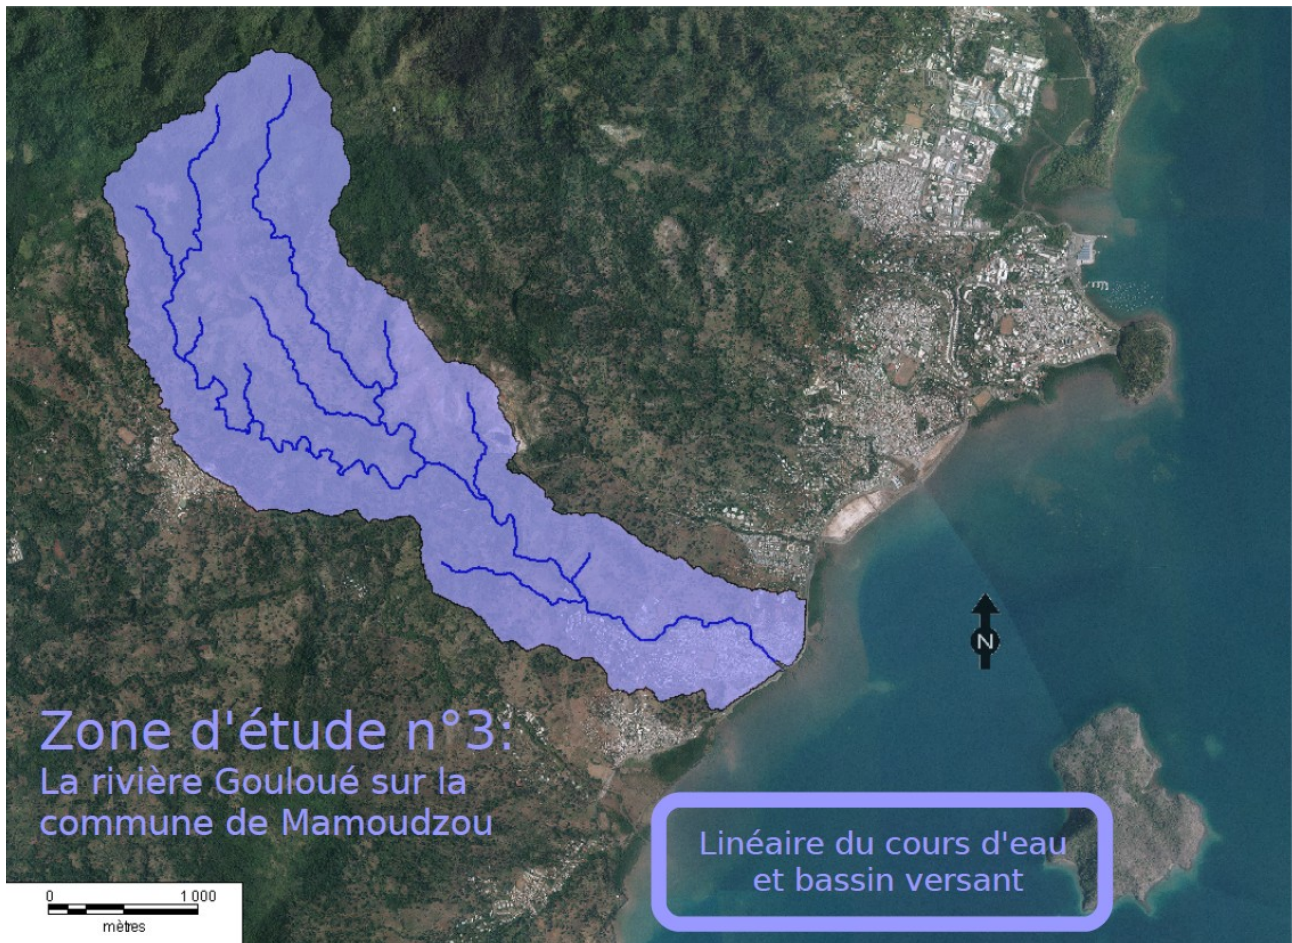 N
Zone d'étude n°3:
La rivière Gouloué sur la
commune de Mamoudzou
Linéaire du cours d'eau
et bassin versant
0 1 000
mètres